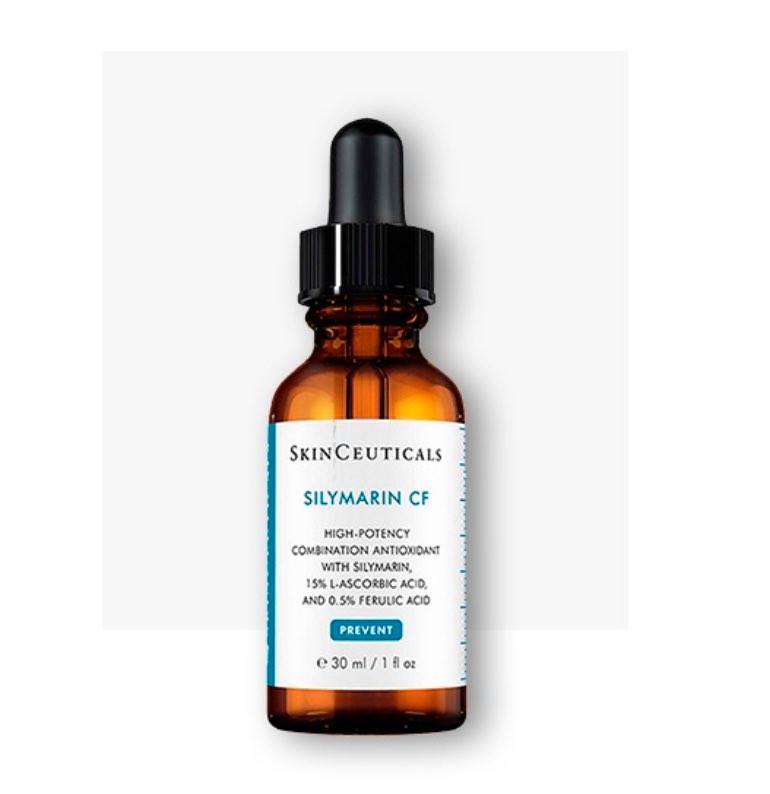 SKINCEUTICALS
SILYMARIN CF
HIGH-POTENCY
COMBINATION ANTIOXIDANT
WITH SILYMARIN,
15% L-ASCORBIC ACID,
AND 0.5% FERULIC ACID
PREVENT
℮ 30 ml / 1 fl oz